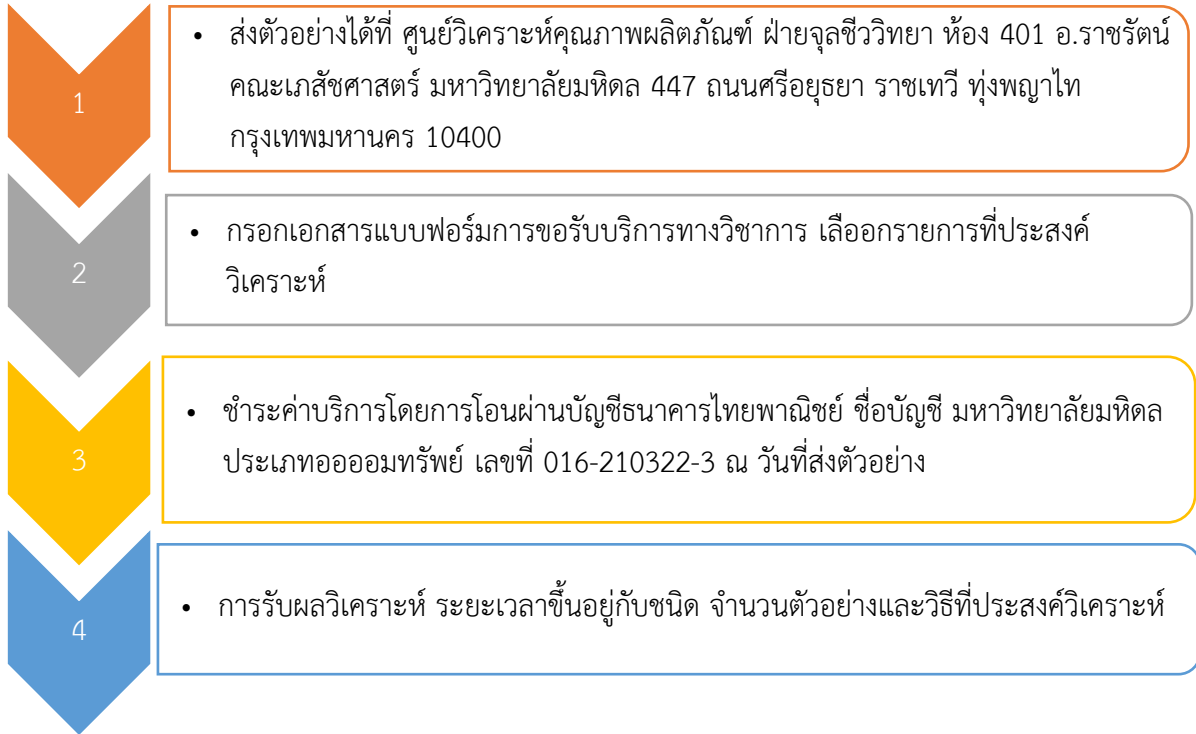 1
• ส่งตัวอย่างได้ที่ ศูนย์วิเคราะห์คุณภาพผลิตภัณฑ์ ฝ่ายจุลชีววิทยา ห้อง 401 อ.ราชรัตน์
คณะเภสัชศาสตร์ มหาวิทยาลัยมหิดล 447 ถนนศรีอยุธยา ราชเทวี ทุ่งพญาไท
กรุงเทพมหานคร 10400
2
• กรอกเอกสารแบบฟอร์มการขอรับบริการทางวิชาการ เลืออกรายการที่ประสงค์
วิเคราะห์
3
• ชำระค่าบริการโดยการโอนผ่านบัญชีธนาคารไทยพาณิชย์ ชื่อบัญชี มหาวิทยาลัยมหิดล
ประเภทออออมทรัพย์ เลขที่ 016-210322-3 ณ วันที่ส่งตัวอย่าง
4
• การรับผลวิเคราะห์ ระยะเวลาขึ้นอยู่กับชนิด จำนวนตัวอย่างและวิธีที่ประสงค์วิเคราะห์